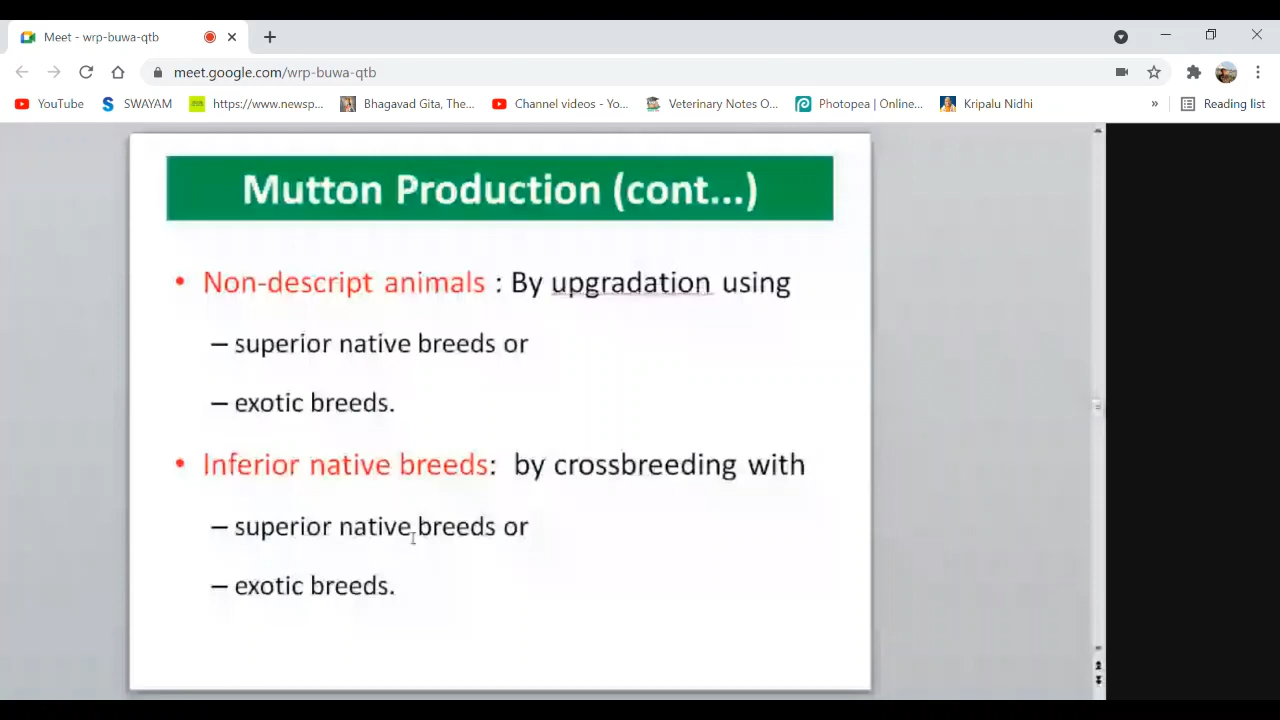 Meet - wrp-buwa-qtb
meet.google.com/wrp-buwa-qtb
YouTube
SWAYAM
https://www.newsp...
Bhagavad Gita, The...
Channel videos - Yo...
Veterinary Notes O...
Photopea | Online...
Kripalu Nidhi
»
Reading list
Mutton Production (cont...)
• Non-descript animals : By upgradation using
– superior native breeds or
– exotic breeds.
• Inferior native breeds: by crossbreeding with
– superior native breeds or
– exotic breeds.